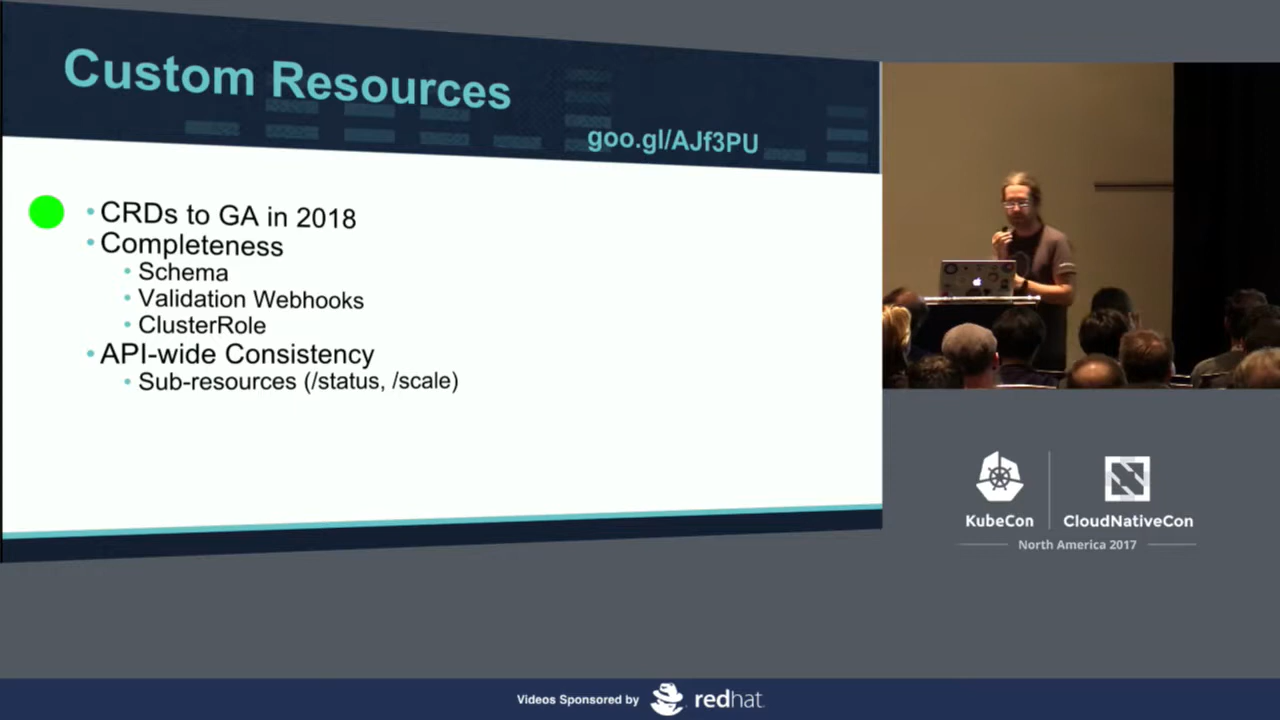 Custom Resources
goo.gl/AJf3PU
CRDs to GA in 2018
Completeness
Schema
Validation Webhooks
ClusterRole
API-wide Consistency
Sub-resources (/status, /scale)
KubeCon
CloudNativeCon
North America 2017
Videos Sponsored by
redhat.